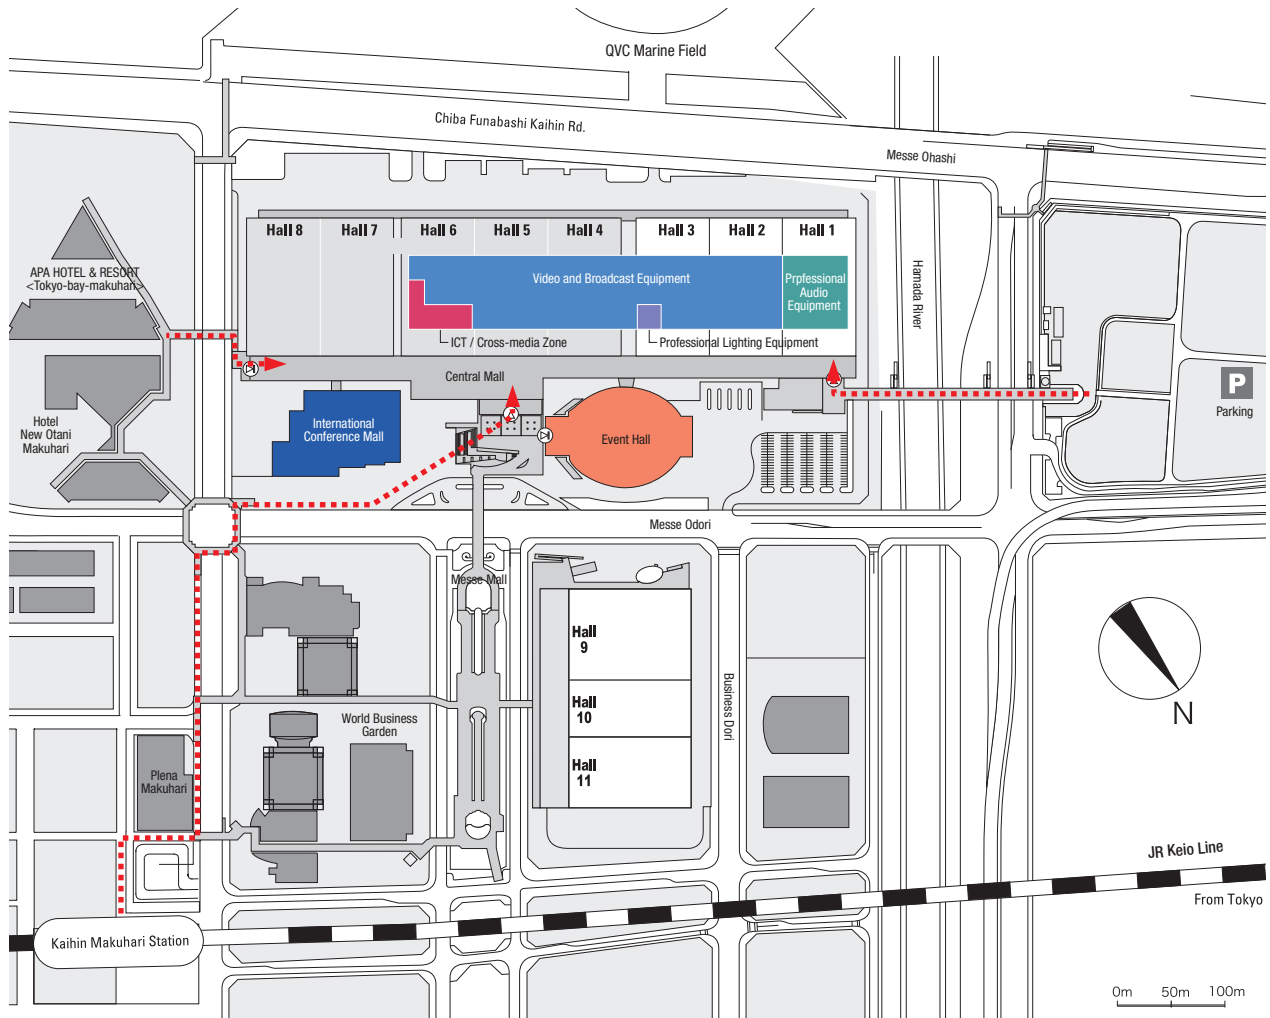 QVC Marine Field
Chiba Funabashi Kaihin Rd.
Messe Ohashi
Hall 8
Hall 7
Hall 6
Hall 5
Hall 4
Hall 3
Hall 2
Hall 1
APA HOTEL & RESORT
<Tokyo-bay-makuhari>
Video and Broadcast Equipment
Prpfessional
Audio
Equipment
Hamada River
ICT / Cross-media Zone
Professional Lighting Equipment
Central Mall
P
Parking
Hotel
New Otani
Makuhari
International
Conference Mall
Event Hall
Messe Odori
Messe Mall
Hall
9
Hall
10
Hall
11
Business Dori
N
World Business
Garden
Plena
Makuhari
JR Keio Line
From Tokyo
Kaihin Makuhari Station
0m 50m 100m